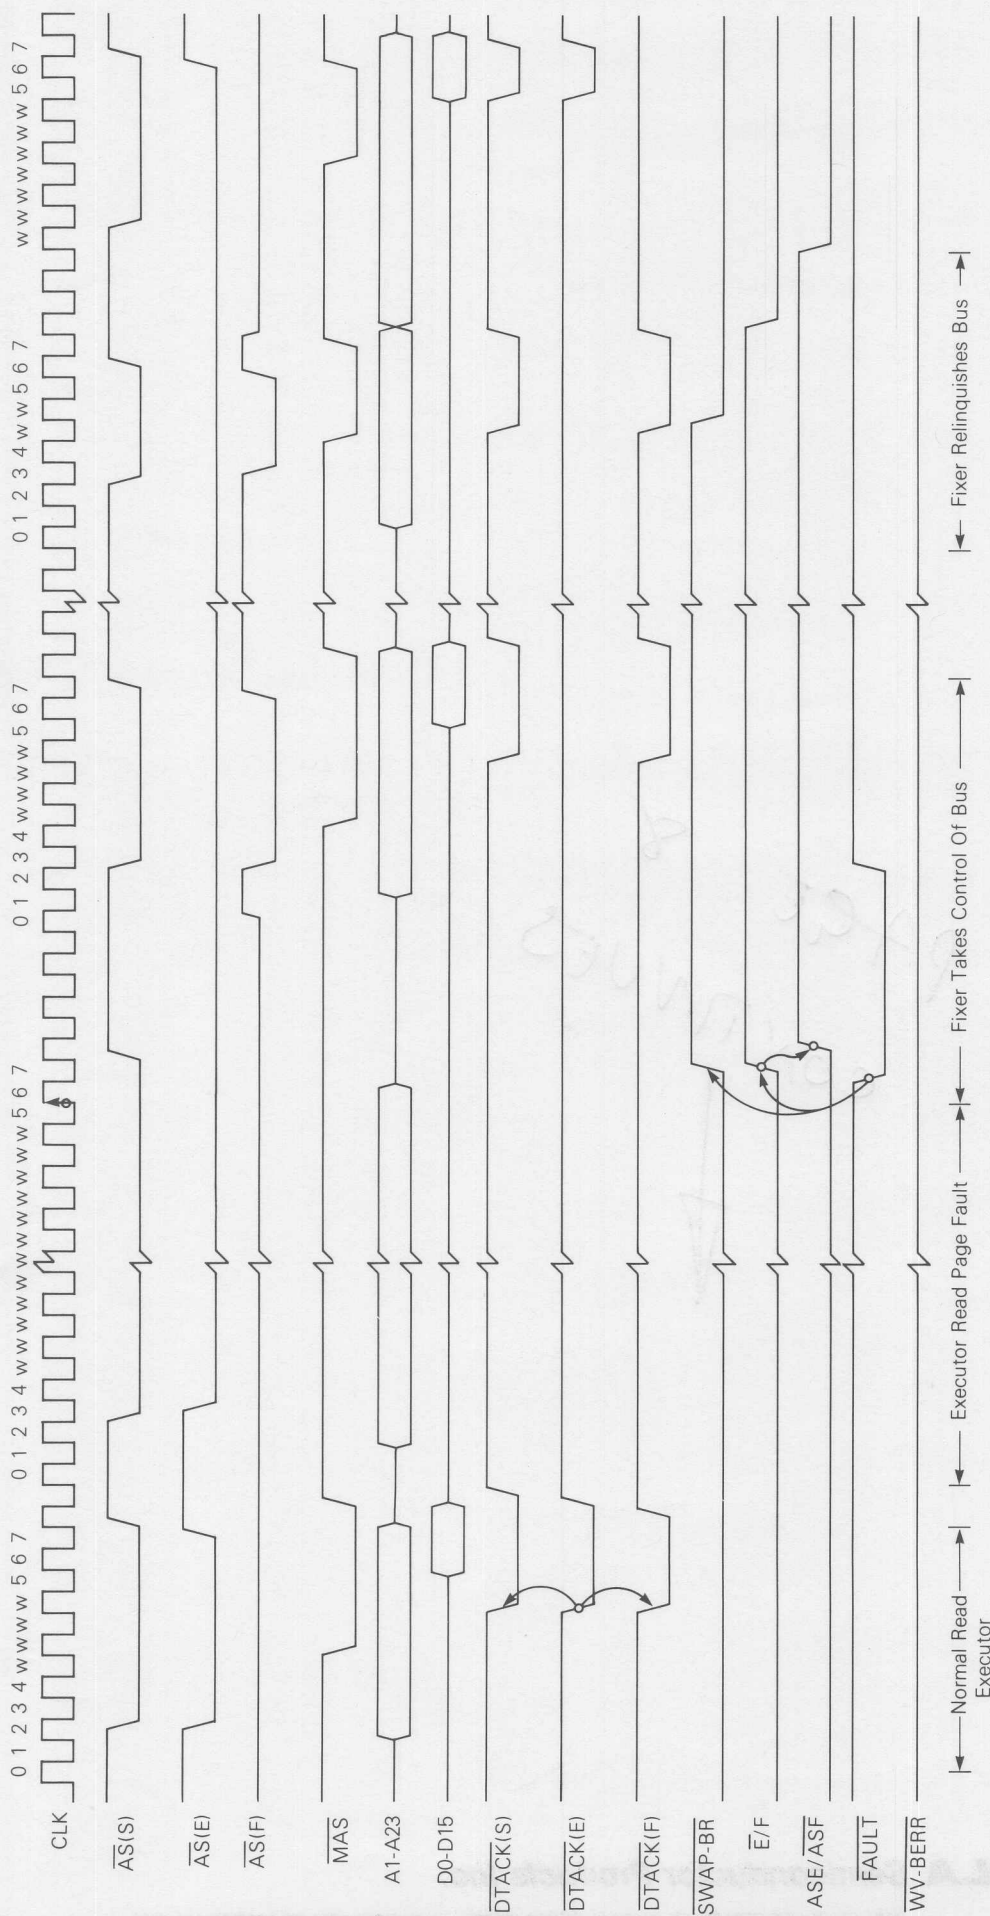 0 1 2 3 4 w w w w 5 6 7
0 1 2 3 4 w w w w w w w w w w w w w 5 6 7
0 1 2 3 4 w w w w 5 6 7
0 1 2 3 4 w w 5 6 7
w w w w w w w 5 6 7
CLK
AS(S)
AS(E)
AS(F)
MAS
A1-A23
D0-D15
DTACK(S)
DTACK(E)
DTACK(F)
SWAP-BR
E/F
ASE/ASF
FAULT
WV-BERR
Normal Read
Executor
Executor Read Page Fault
Fixer Takes Control Of Bus
Fixer Relinquishes Bus